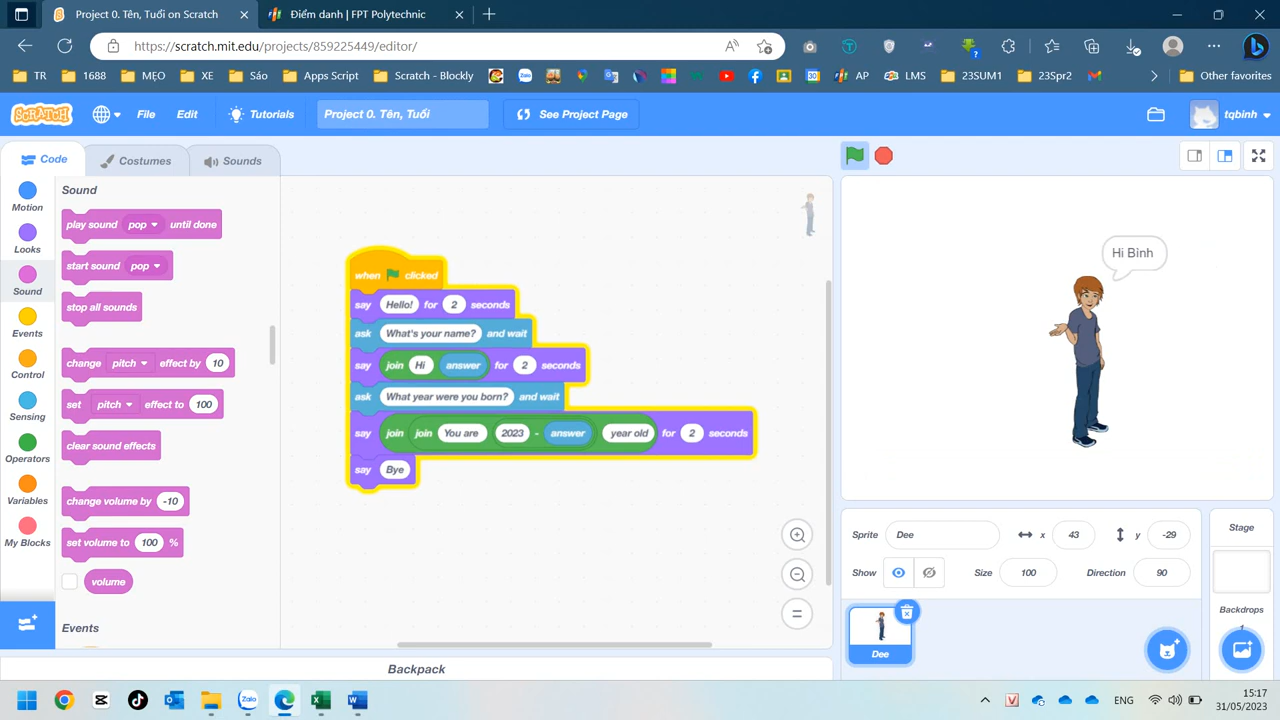 Project 0. Tên, Tuổi on Scratch
Điểm danh | FPT Polytechnic
https://scratch.mit.edu/projects/859225449/editor/
TR
1688
MẸO
XE
Sáo
Apps Script
Scratch - Blockly
AP
LMS
23SUM1
23Spr2
Other favorites
SCRATCH
File
Edit
Tutorials
Project 0. Tên, Tuổi
See Project Page
tqbinh
Code
Costumes
Sounds
Motion
Looks
Sound
Events
Control
Sensing
Operators
Variables
My Blocks
Sound
play sound pop until done
start sound pop
stop all sounds
change pitch effect by 10
set pitch effect to 100
clear sound effects
change volume by -10
set volume to 100 %
volume
Events
when clicked
say Hello! for 2 seconds
ask What's your name? and wait
say join Hi answer for 2 seconds
ask What year were you born? and wait
say join join You are 2023 - answer year old for 2 seconds
say Bye
Backpack
Hi Binh
Sprite Dee x 43 y -29
Show Size 100 Direction 90
Dee
Stage
Backdrops
1
Zalo
ENG
15:17
31/05/2023